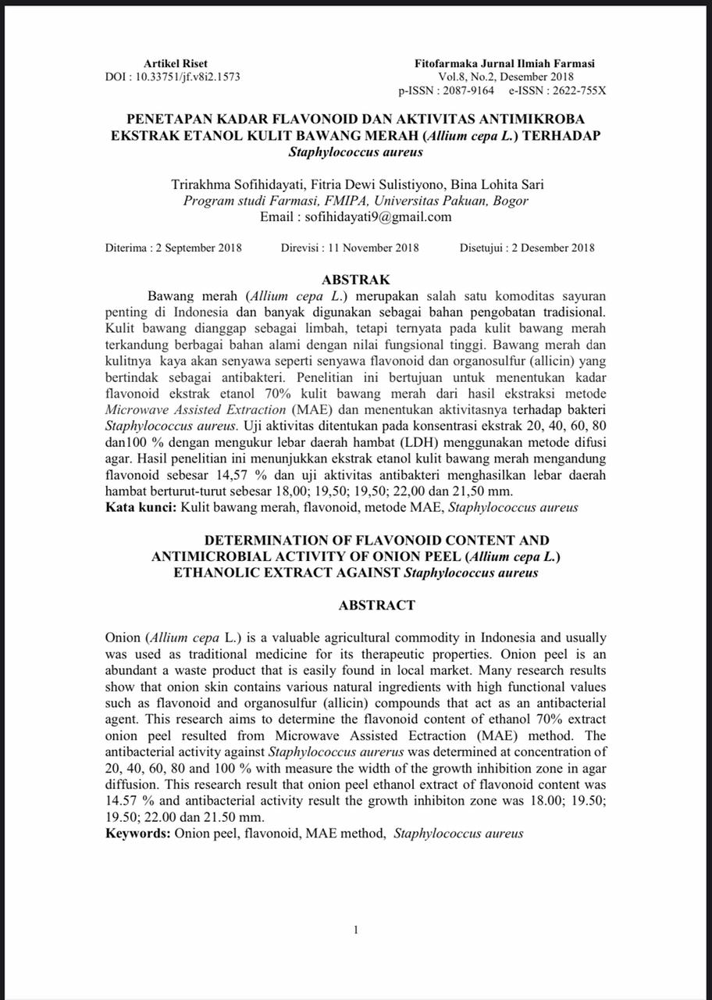 Artikel Riset
DOI : 10.33751/jf.v8i2.1573
Fitofarmaka Jurnal Ilmiah Farmasi
Vol.8, No.2, Desember 2018
p-ISSN : 2087-9164 e-ISSN : 2622-755X
PENETAPAN KADAR FLAVONOID DAN AKTIVITAS ANTIMIKROBA
EKSTRAK ETANOL KULIT BAWANG MERAH (Allium cepa L.) TERHADAP
Staphylococcus aureus
Trirakhma Sofihidayati, Fitria Dewi Sulistiyono, Bina Lohita Sari
Program studi Farmasi, FMIPA, Universitas Pakuan, Bogor
Email : sofihidayati9@gmail.com
Diterima : 2 September 2018 Direvisi : 11 November 2018 Disetujui : 2 Desember 2018
ABSTRAK
Bawang merah (Allium cepa L.) merupakan salah satu komoditas sayuran
penting di Indonesia dan banyak digunakan sebagai bahan pengobatan tradisional.
Kulit bawang dianggap sebagai limbah, tetapi ternyata pada kulit bawang merah
terkandung berbagai bahan alami dengan nilai fungsional tinggi. Bawang merah dan
kulitnya kaya akan senyawa seperti senyawa flavonoid dan organosulfur (allicin) yang
bertindak sebagai antibakteri. Penelitian ini bertujuan untuk menentukan kadar
flavonoid ekstrak etanol 70% kulit bawang merah dari hasil ekstraksi metode
Microwave Assisted Extraction (MAE) dan menentukan aktivitasnya terhadap bakteri
Staphylococcus aureus. Uji aktivitas ditentukan pada konsentrasi ekstrak 20, 40, 60, 80
dan100 % dengan mengukur lebar daerah hambat (LDH) menggunakan metode difusi
agar. Hasil penelitian ini menunjukkan ekstrak etanol kulit bawang merah mengandung
flavonoid sebesar 14,57 % dan uji aktivitas antibakteri menghasilkan lebar daerah
hambat berturut-turut sebesar 18,00; 19,50; 19,50; 22,00 dan 21,50 mm.
Kata kunci: Kulit bawang merah, flavonoid, metode MAE, Staphylococcus aureus
DETERMINATION OF FLAVONOID CONTENT AND
ANTIMICROBIAL ACTIVITY OF ONION PEEL (Allium cepa L.)
ETHANOLIC EXTRACT AGAINST Staphylococcus aureus
ABSTRACT
Onion (Allium cepa L.) is a valuable agricultural commodity in Indonesia and usually
was used as traditional medicine for its therapeutic properties. Onion peel is an
abundant a waste product that is easily found in local market. Many research results
show that onion skin contains various natural ingredients with high functional values
such as flavonoid and organosulfur (allicin) compounds that act as an antibacterial
agent. This research aims to determine the flavonoid content of ethanol 70% extract
onion peel resulted from Microwave Assisted Ectraction (MAE) method. The
antibacterial activity against Staphylococcus aurerus was determined at concentration of
20, 40, 60, 80 and 100 % with measure the width of the growth inhibition zone in agar
diffusion. This research result that onion peel ethanol extract of flavonoid content was
14.57 % and antibacterial activity result the growth inhibiton zone was 18.00; 19.50;
19.50; 22.00 dan 21.50 mm.
Keywords: Onion peel, flavonoid, MAE method, Staphylococcus aureus
1